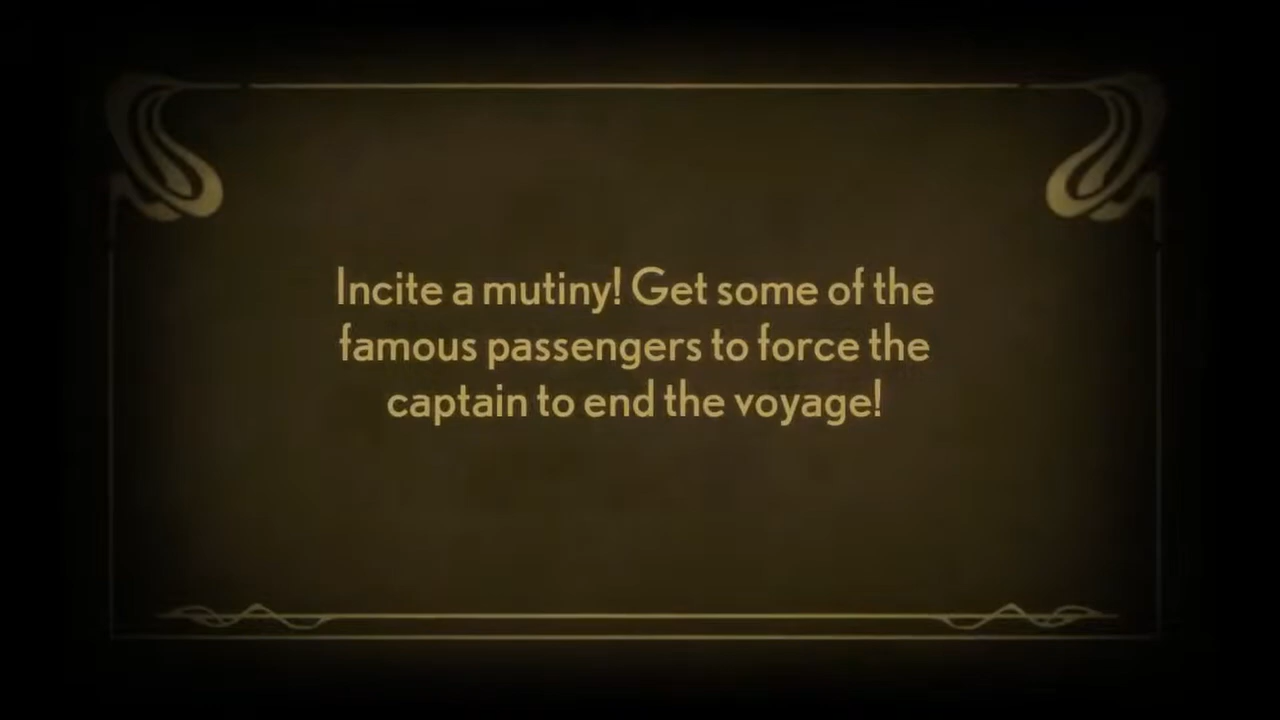 Incite a mutiny! Get some of the
famous passengers to force the
captain to end the voyage!